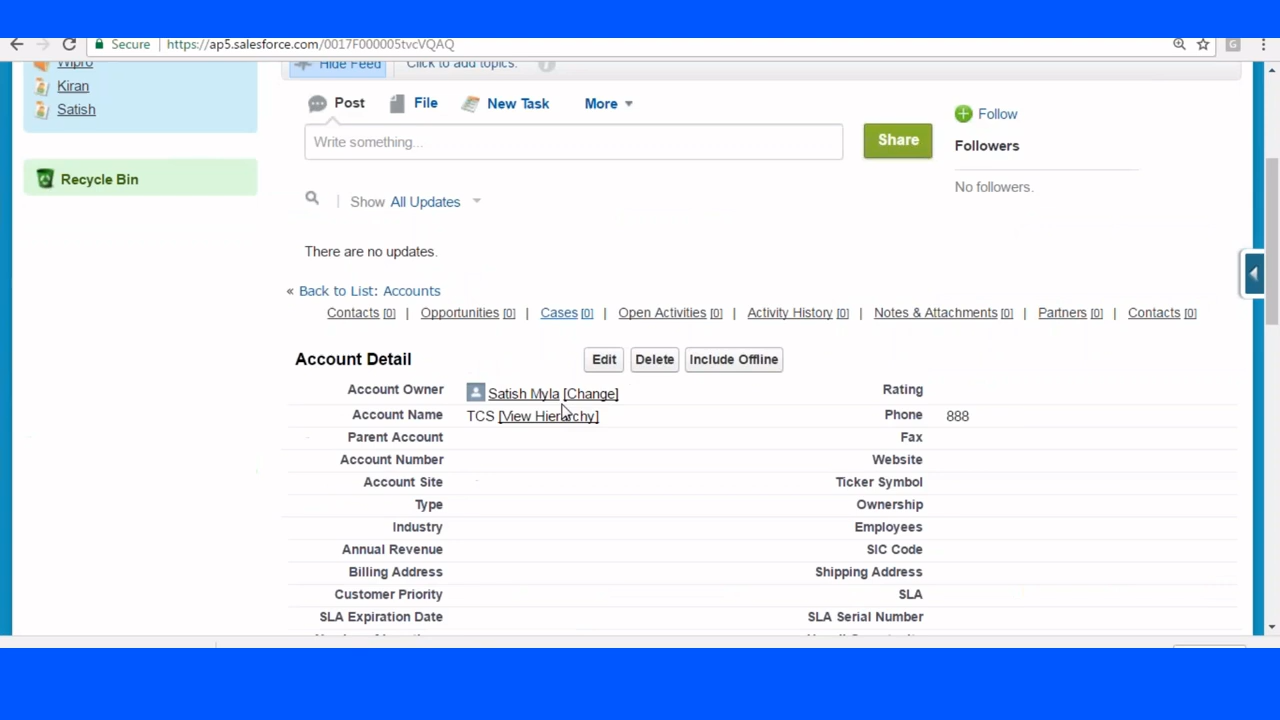 Secure https://ap5.salesforce.com/0017F000005tvcVQAQ G
Wipro
Kiran
Satish
Recycle Bin
Hide Feed Click to add topics:
Post File New Task More
Write something...
Share
Follow
Followers
No followers.
Show All Updates
There are no updates.
« Back to List: Accounts
Contacts [0] | Opportunities [0] | Cases [0] | Open Activities [0] | Activity History [0] | Notes & Attachments [0] | Partners [0] | Contacts [0]
Account Detail Edit Delete Include Offline
Account Owner Satish Myla [Change] Rating
Account Name TCS [View Hierarchy] Phone 888
Parent Account Fax
Account Number Website
Account Site Ticker Symbol
Type Ownership
Industry Employees
Annual Revenue SIC Code
Billing Address Shipping Address
Customer Priority SLA
SLA Expiration Date SLA Serial Number